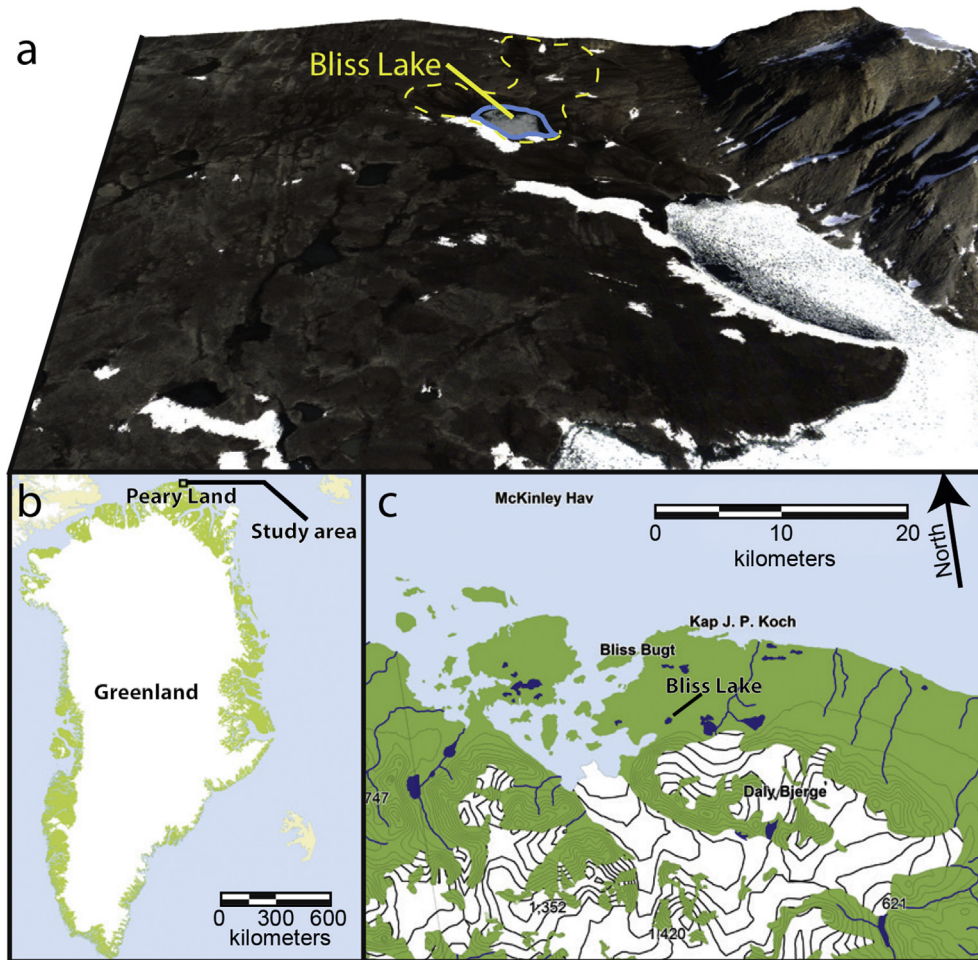 a
Bliss Lake
b
Peary Land
Study area
Greenland
0 300 600
kilometers
c
McKinley Hav
0 10 20
kilometers
North
Kap J. P. Koch
Bliss Bugt
Bliss Lake
Daly Bjerge
747
1,352
1,420
621